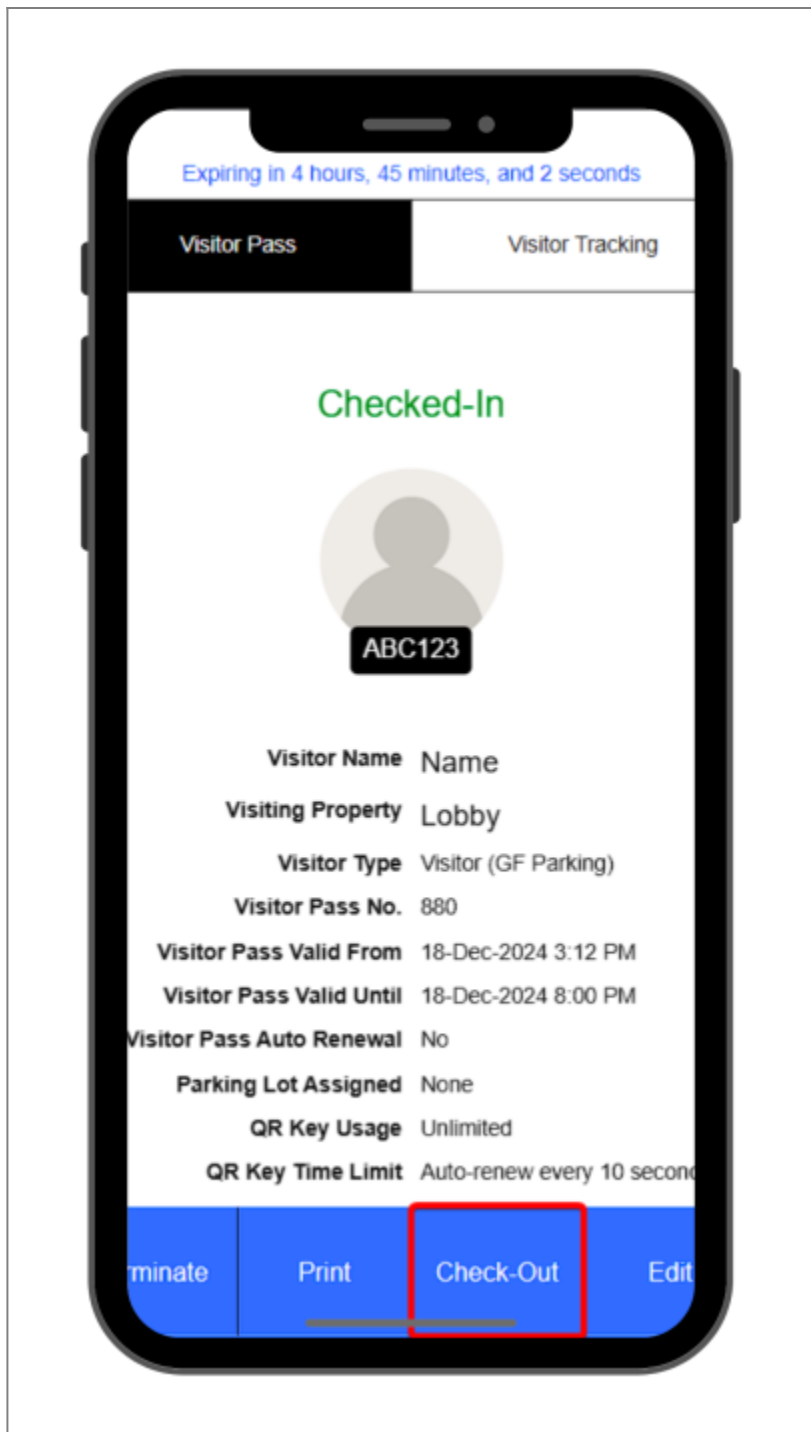 Expiring in 4 hours, 45 minutes, and 2 seconds
Visitor Pass Visitor Tracking
Checked-In
ABC123
Visitor Name Name
Visiting Property Lobby
Visitor Type Visitor (GF Parking)
Visitor Pass No. 880
Visitor Pass Valid From 18-Dec-2024 3:12 PM
Visitor Pass Valid Until 18-Dec-2024 8:00 PM
Visitor Pass Auto Renewal No
Parking Lot Assigned None
QR Key Usage Unlimited
QR Key Time Limit Auto-renew every 10 secon
rminate Print Check-Out Edit